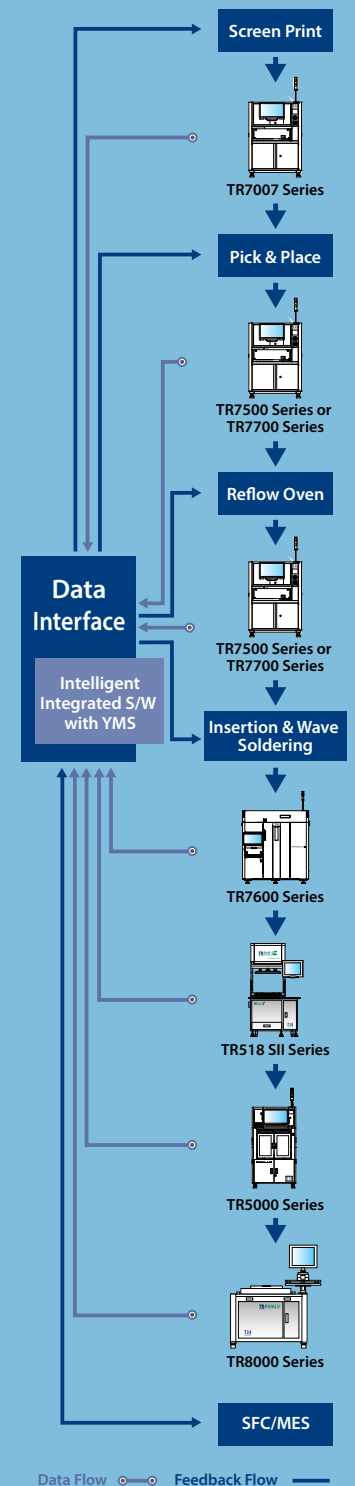 Screen Print
TR7007 Series
Pick & Place
TR7500 Series or
TR7700 Series
Reflow Oven
Data
Interface
TR7500 Series or
TR7700 Series
Intelligent
Integrated S/W
with YMS
Insertion & Wave
Soldering
TR7600 Series
TR518 SII Series
TR5000 Series
TR8000 Series
SFC/MES
Data Flow
Feedback Flow